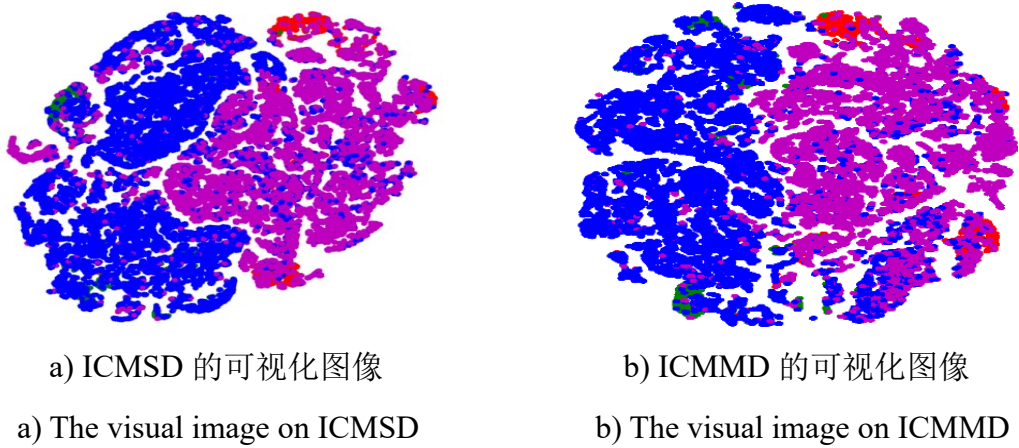 a) ICMSD 的可视化图像
b) ICMMD 的可视化图像
a) The visual image on ICMSD
b) The visual image on ICMMD